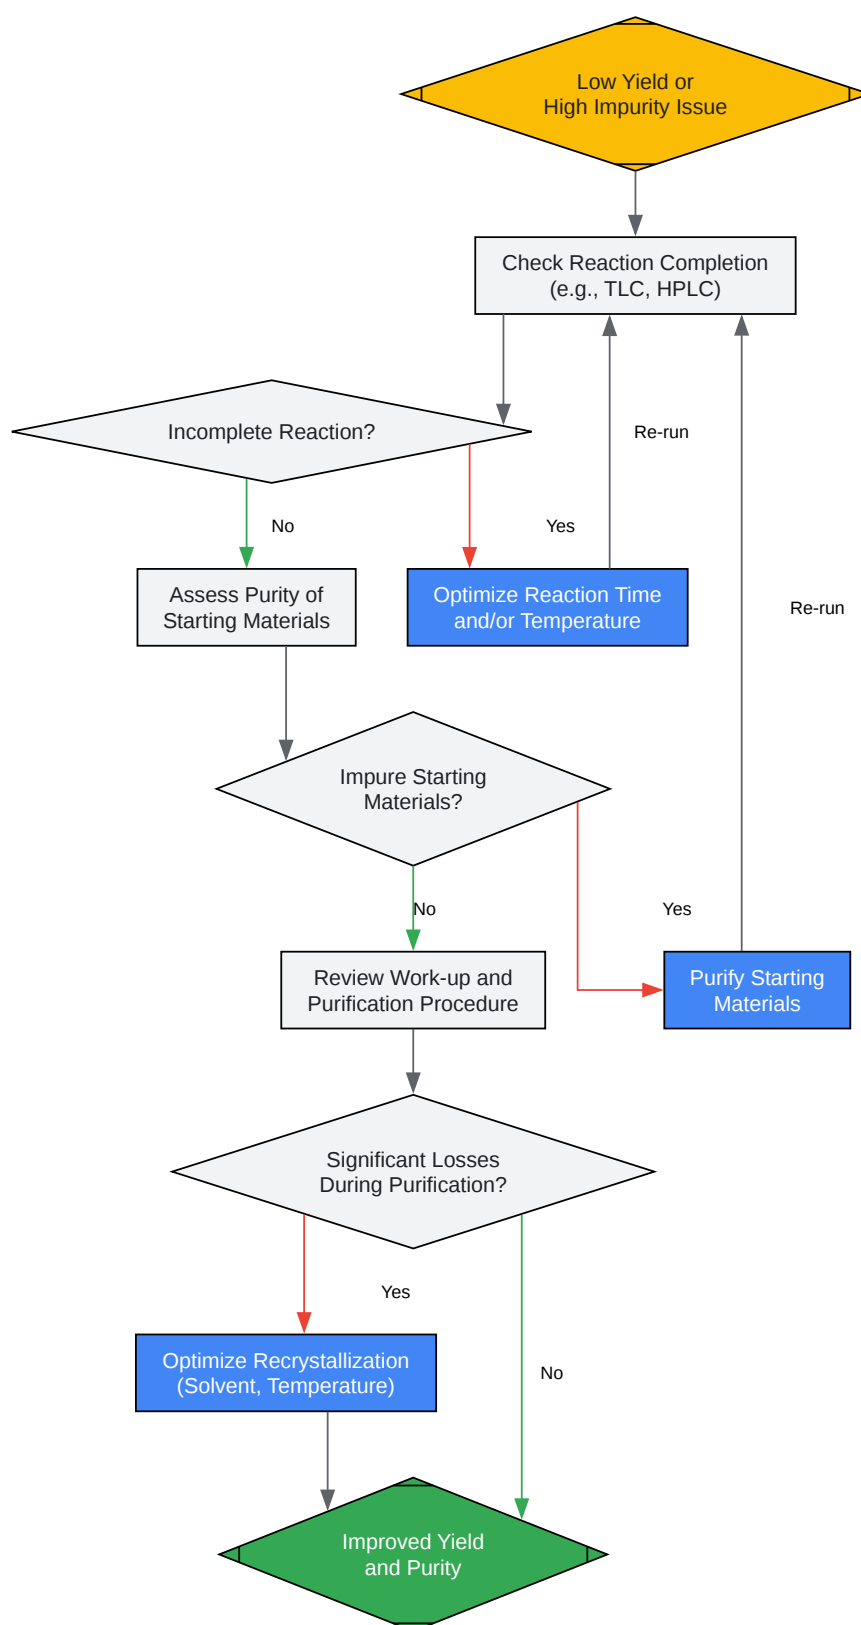 Low Yield or
High Impurity Issue
Check Reaction Completion
(e.g., TLC, HPLC)
Incomplete Reaction?
Re-run
No
Yes
Assess Purity of
Starting Materials
Optimize Reaction Time
and/or Temperature
Re-run
Impure Starting
Materials?
No
Yes
Review Work-up and
Purification Procedure
Purify Starting
Materials
Significant Losses
During Purification?
Yes
Optimize Recrystallization
(Solvent, Temperature)
No
Improved Yield
and Purity